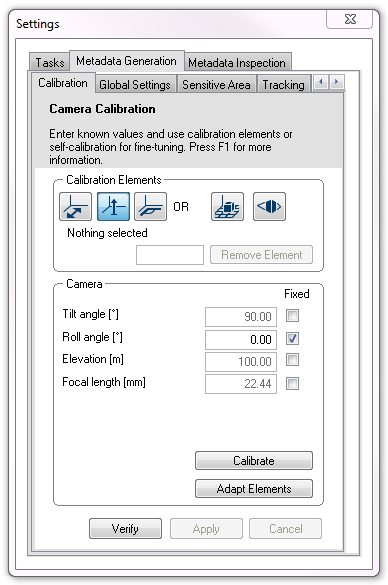 Settings
Tasks Metadata Generation Metadata Inspection
Calibration Global Settings Sensitive Area Tracking
Camera Calibration
Enter known values and use calibration elements or
self-calibration for fine-tuning. Press F1 for more
information.
Calibration Elements
OR
Nothing selected
Remove Element
Camera
Fixed
Tilt angle [°] 90.00
Roll angle [°] 0.00
Elevation [m] 100.00
Focal length [mm] 22.44
Calibrate
Adapt Elements
Verify Apply Cancel